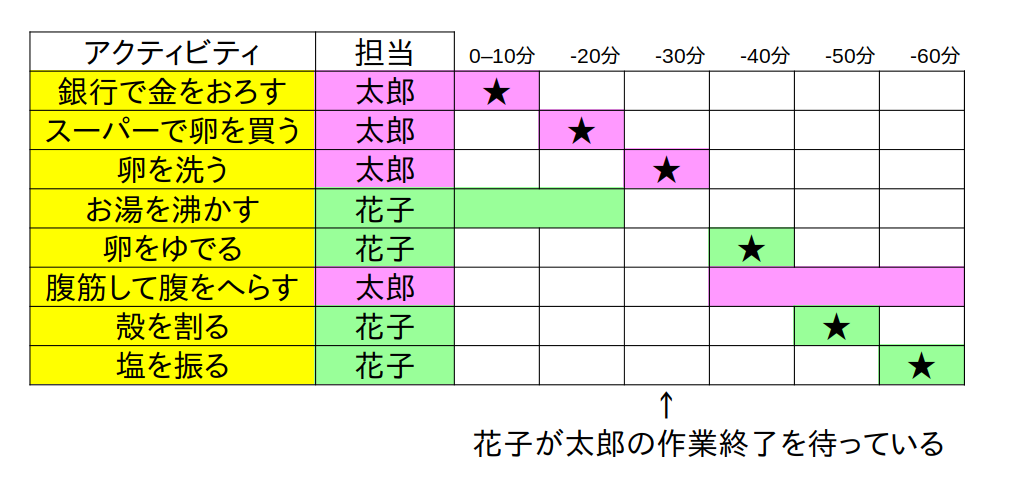 アクティビティ 担当 0–10分 -20分 -30分 -40分 -50分 -60分
銀行で金をおろす 太郎 ★
スーパーで卵を買う 太郎 ★
卵を洗う 太郎 ★
お湯を沸かす 花子
卵をゆでる 花子 ★
腹筋して腹をへらす 太郎
殻を割る 花子 ★
塩を振る 花子 ★
↑
花子が太郎の作業終了を待っている